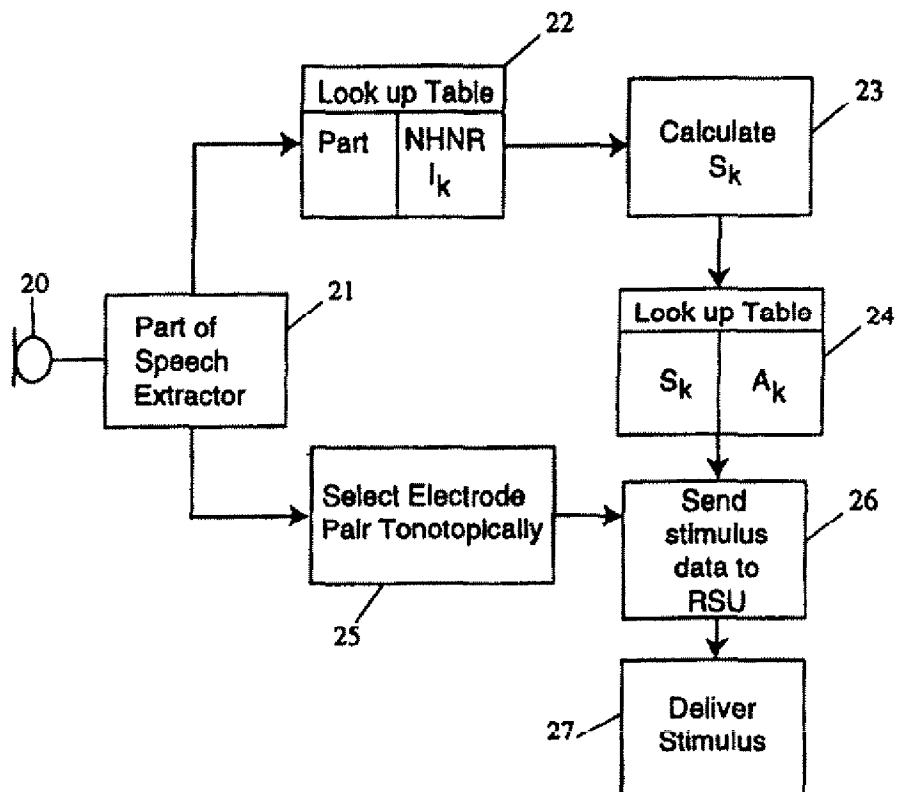 22
Look up Table
Part
NHNR
I_k
23
Calculate
S_k
20
21
Part of
Speech
Extractor
Look up Table
24
S_k
A_k
Select Electrode
Pair Tonotopically
25
Send
stimulus
data to
RSU
26
27
Deliver
Stimulus